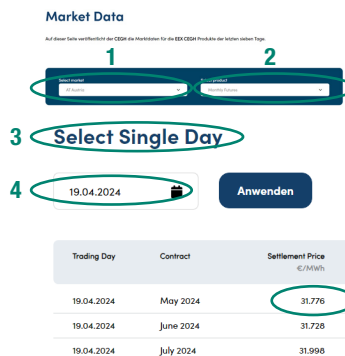 Market Data
Auf dieser Seite veröffentlicht der CEGH die Marktdaten für die EEX CEGH Produkte der letzten sieben Tage.
1 2
Select market
AT Austria Monthly Futures
3 Select Single Day
4 19.04.2024 Anwenden
Trading Day Contract Settlement Price
€/MWh
19.04.2024 May 2024 31.776
19.04.2024 June 2024 31.728
19.04.2024 July 2024 31.998